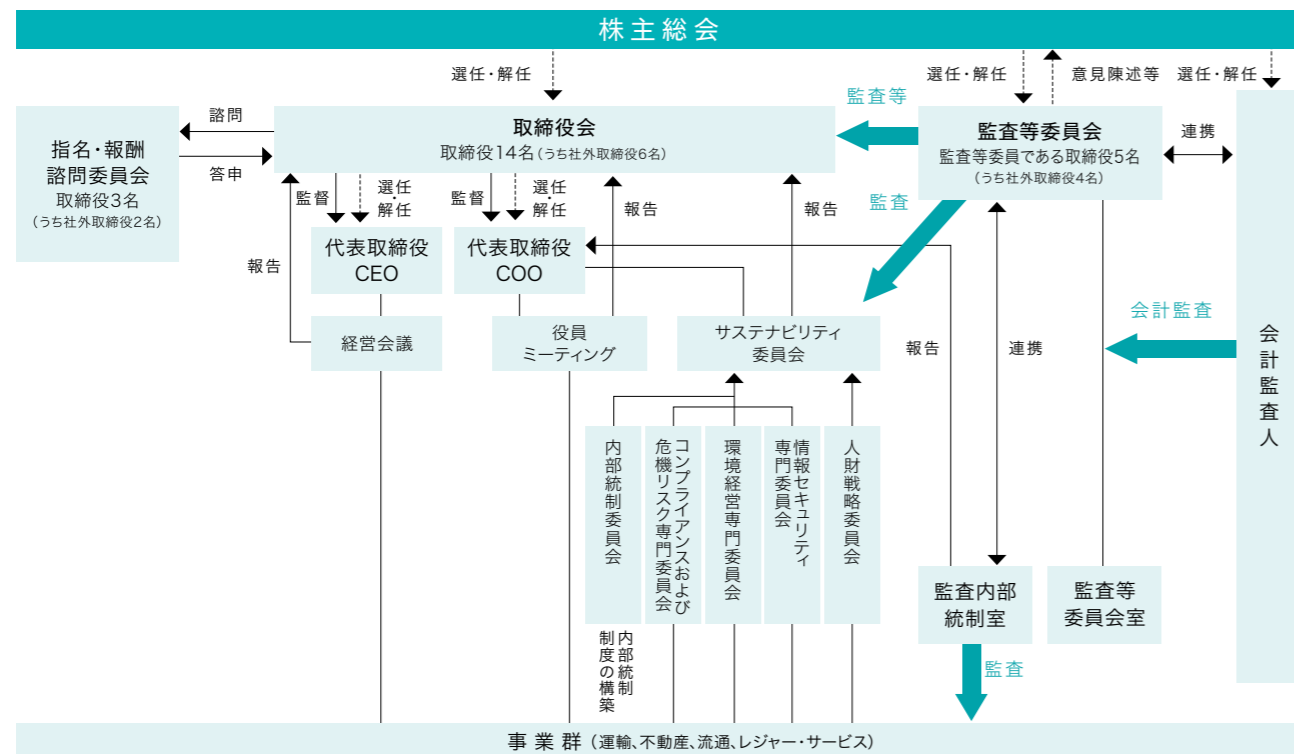 株主総会
選任・解任
選任・解任
意見陳述等
選任・解任
監査等
諮問
答申
指名・報酬
諮問委員会
取締役3名
(うち社外取締役2名)
取締役会
取締役14名(うち社外取締役6名)
監査等委員会
監査等委員である取締役5名
(うち社外取締役4名)
連携
監督
選任・
解任
監督
選任・
解任
報告
報告
監査
報告
代表取締役
CEO
代表取締役
COO
経営会議
役員
ミーティング
サステナビリティ
委員会
報告
連携
会計監査
会計監査人
内部統制委員会
コンプライアンスおよび
危機リスク専門委員会
環境経営専門委員会
情報セキュリティ
専門委員会
人財戦略委員会
監査内部
統制室
監査等
委員会室
内部統制
制度の構築
監査
事業群(運輸、不動産、流通、レジャー・サービス)